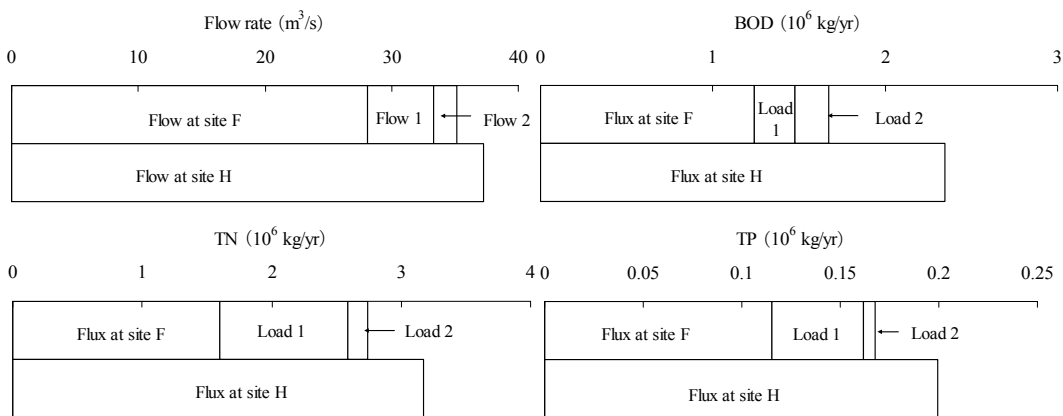 Flow rate (m³/s)
0 10 20 30 40
Flow at site F Flow 1 Flow 2
Flow at site H
BOD (10⁶ kg/yr)
0 1 2 3
Flux at site F Load 1 Load 2
Flux at site H
TN (10⁶ kg/yr)
0 1 2 3 4
Flux at site F Load 1 Load 2
Flux at site H
TP (10⁶ kg/yr)
0 0.05 0.1 0.15 0.2 0.25
Flux at site F Load 1 Load 2
Flux at site H